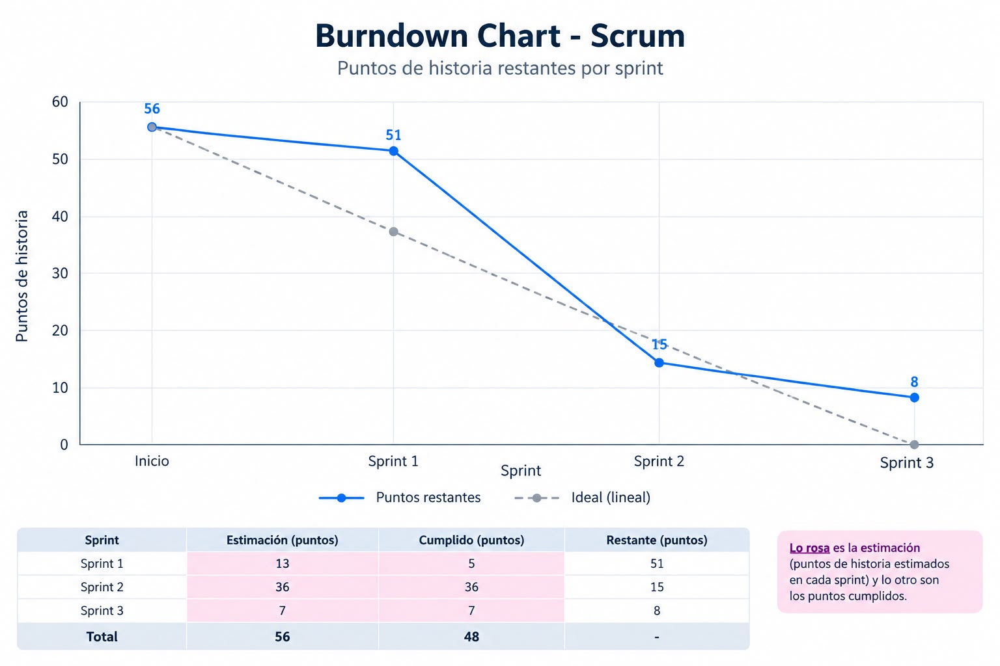 Burndown Chart - Scrum
Puntos de historia restantes por sprint
60
50
40
30
20
10
0
Puntos de historia
56
51
15
8
Inicio
Sprint 1
Sprint 2
Sprint 3
Sprint
Puntos restantes
Ideal (lineal)
Sprint Estimación (puntos) Cumplido (puntos) Restante (puntos)
Sprint 1 13 5 51
Sprint 2 36 36 15
Sprint 3 7 7 8
Total 56 48 -
Lo rosa es la estimación
(puntos de historia estimados
en cada sprint) y lo otro son
los puntos cumplidos.